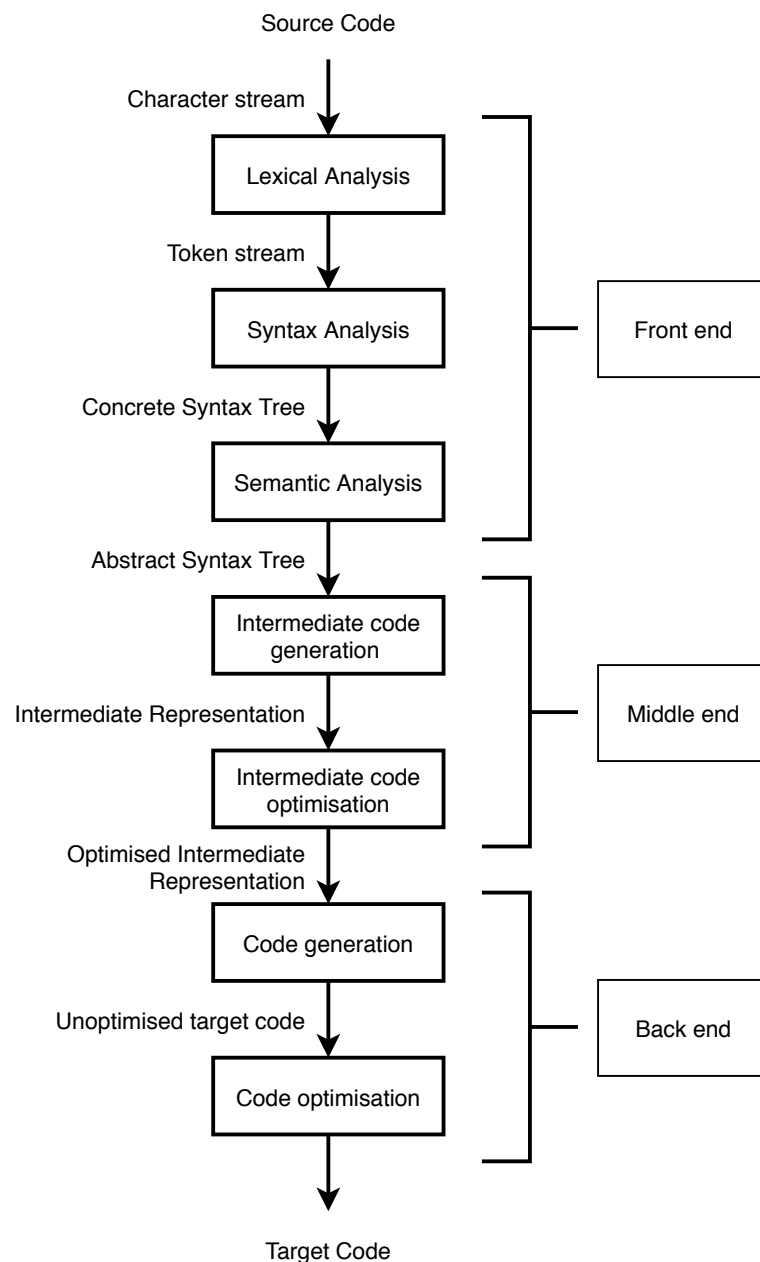 Source Code
Character stream
Lexical Analysis
Token stream
Syntax Analysis
Front end
Concrete Syntax Tree
Semantic Analysis
Abstract Syntax Tree
Intermediate code
generation
Intermediate Representation
Middle end
Intermediate code
optimisation
Optimised Intermediate
Representation
Code generation
Unoptimised target code
Back end
Code optimisation
Target Code